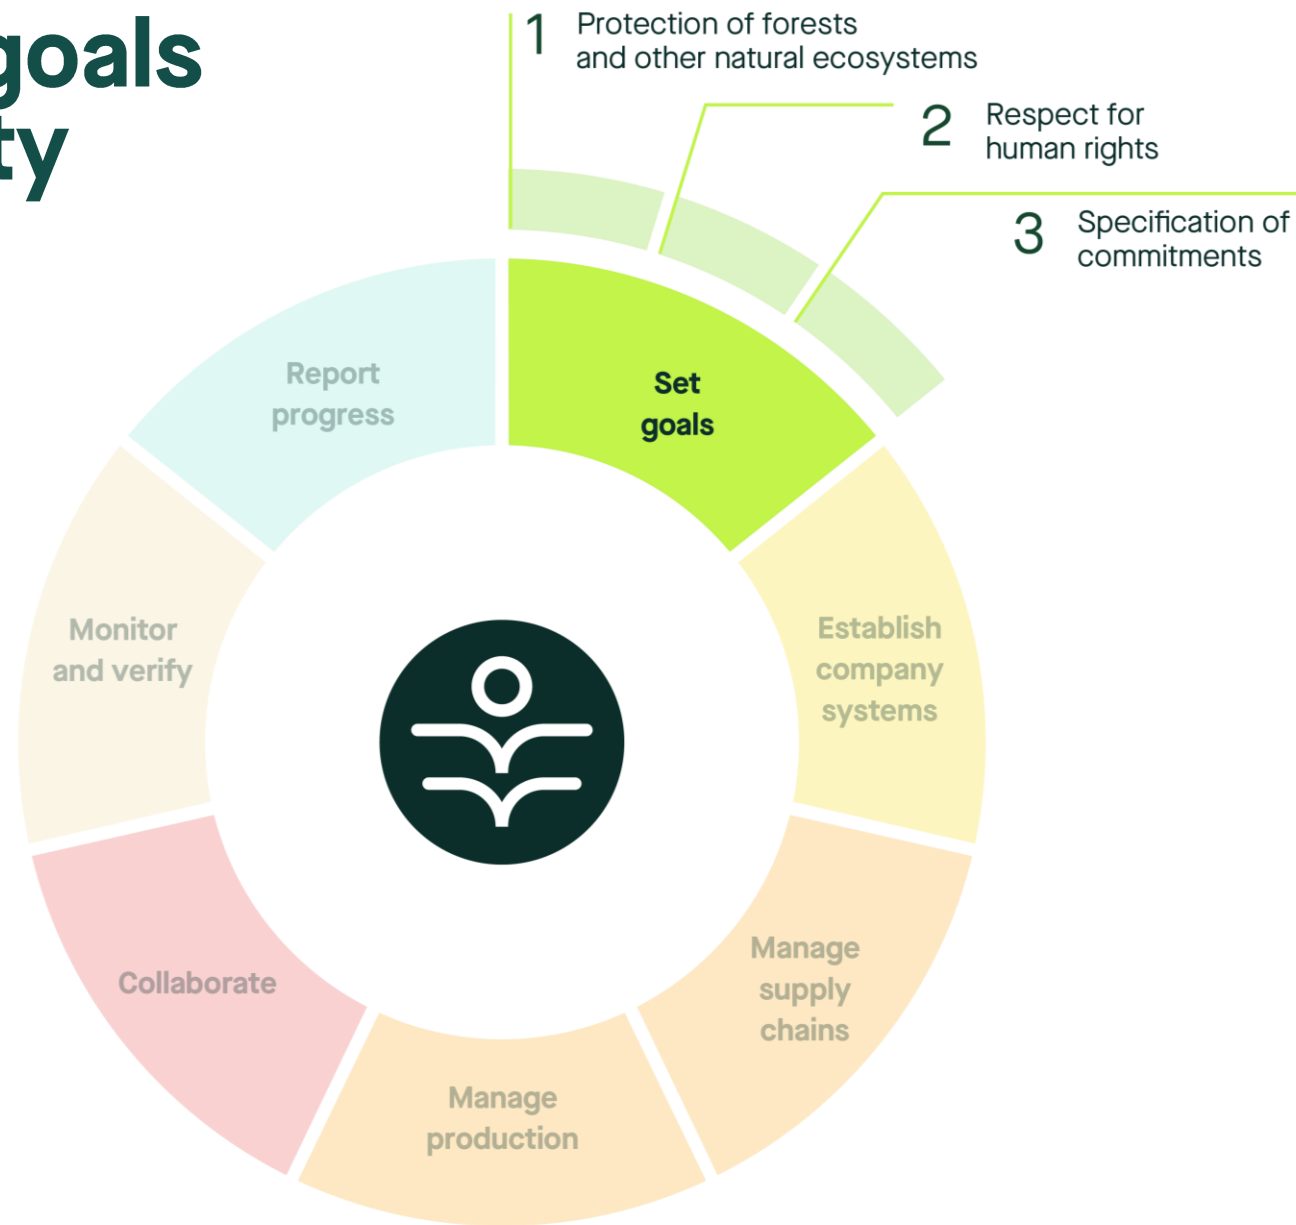 goals
ty
1
Protection of forests
and other natural ecosystems
2
Respect for
human rights
3
Specification of
commitments
Set
goals
Establish
company
systems
Manage
supply
chains
Manage
production
Collaborate
Monitor
and verify
Report
progress